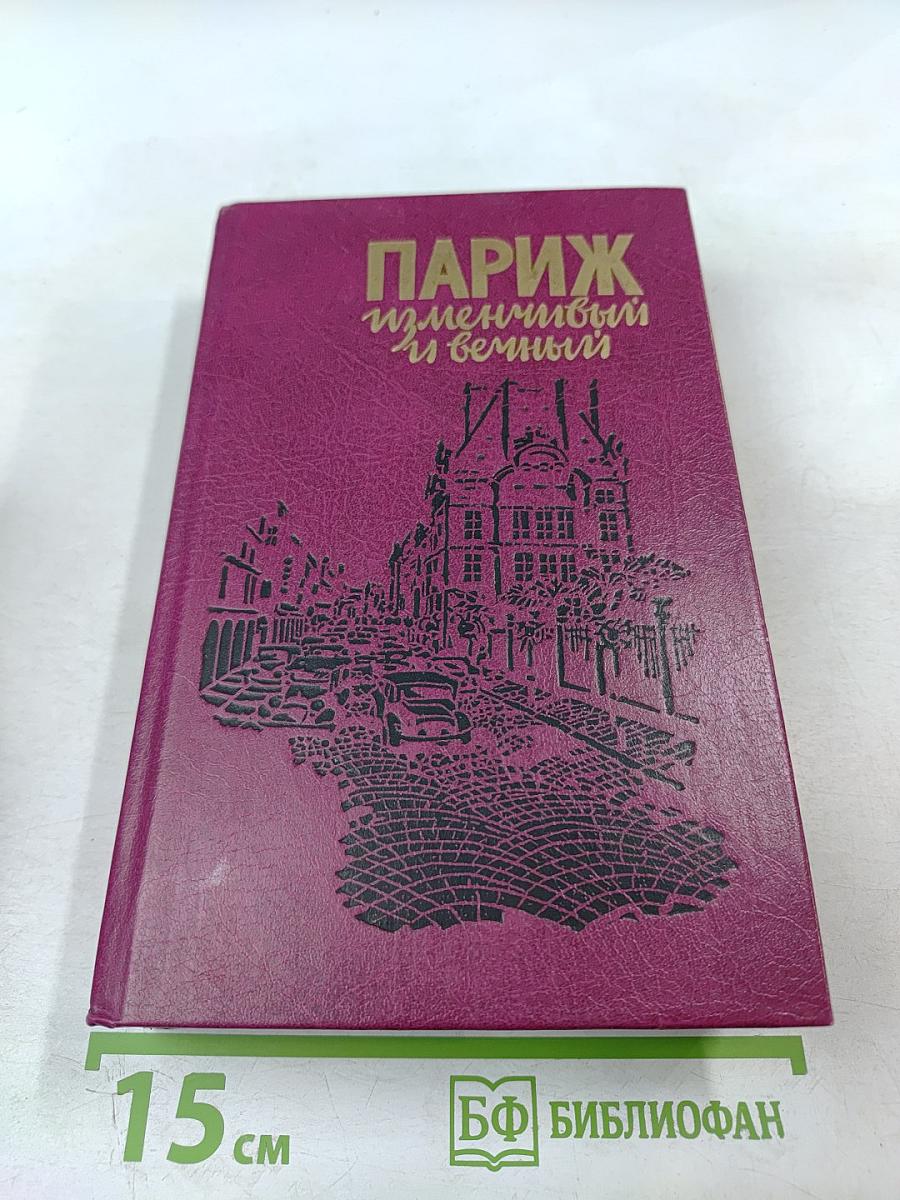 ПАРИЖ
изменчивый
и вечный
15 см
БФ БИБЛИОФАН